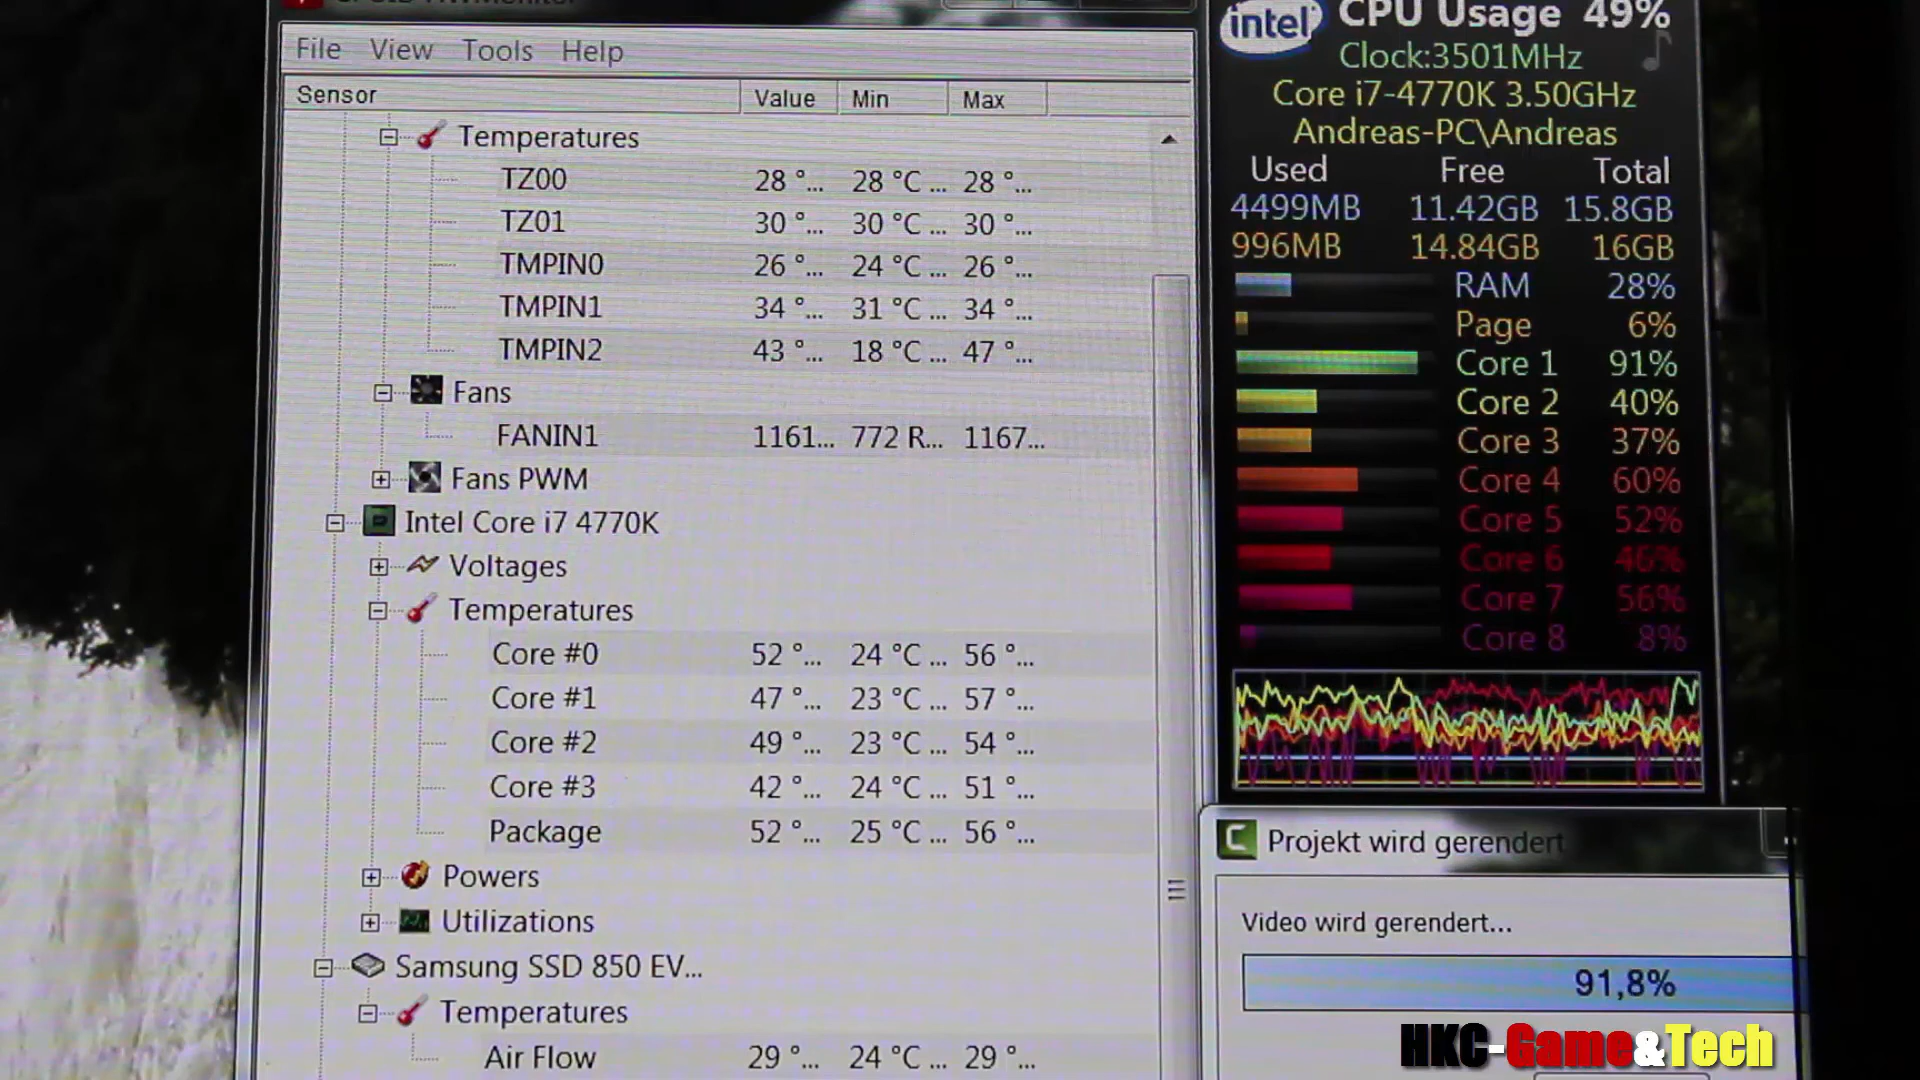 File View Tools Help
Sensor Value Min Max
Temperatures
TZ00 28 °... 28 °C ... 28 °...
TZ01 30 °... 30 °C ... 30 °...
TMPIN0 26 °... 24 °C ... 26 °...
TMPIN1 34 °... 31 °C ... 34 °...
TMPIN2 43 °... 18 °C ... 47 °...
Fans
FANIN1 1161... 772 R... 1167...
Fans PWM
Intel Core i7 4770K
Voltages
Temperatures
Core #0 52 °... 24 °C ... 56 °...
Core #1 47 °... 23 °C ... 57 °...
Core #2 49 °... 23 °C ... 54 °...
Core #3 42 °... 24 °C ... 51 °...
Package 52 °... 25 °C ... 56 °...
Powers
Utilizations
Samsung SSD 850 EV...
Temperatures
Air Flow 29 °... 24 °C ... 29 °...
intel CPU Usage 49%
Clock:3501MHz
Core i7-4770K 3.50GHz
Andreas-PC\Andreas
Used Free Total
4499MB 11.42GB 15.8GB
996MB 14.84GB 16GB
RAM 28%
Page 6%
Core 1 91%
Core 2 40%
Core 3 37%
Core 4 60%
Core 5 52%
Core 6 46%
Core 7 56%
Core 8 8%
Projekt wird gerendert
Video wird gerendert...
91,8%
HKC-Game&Tech